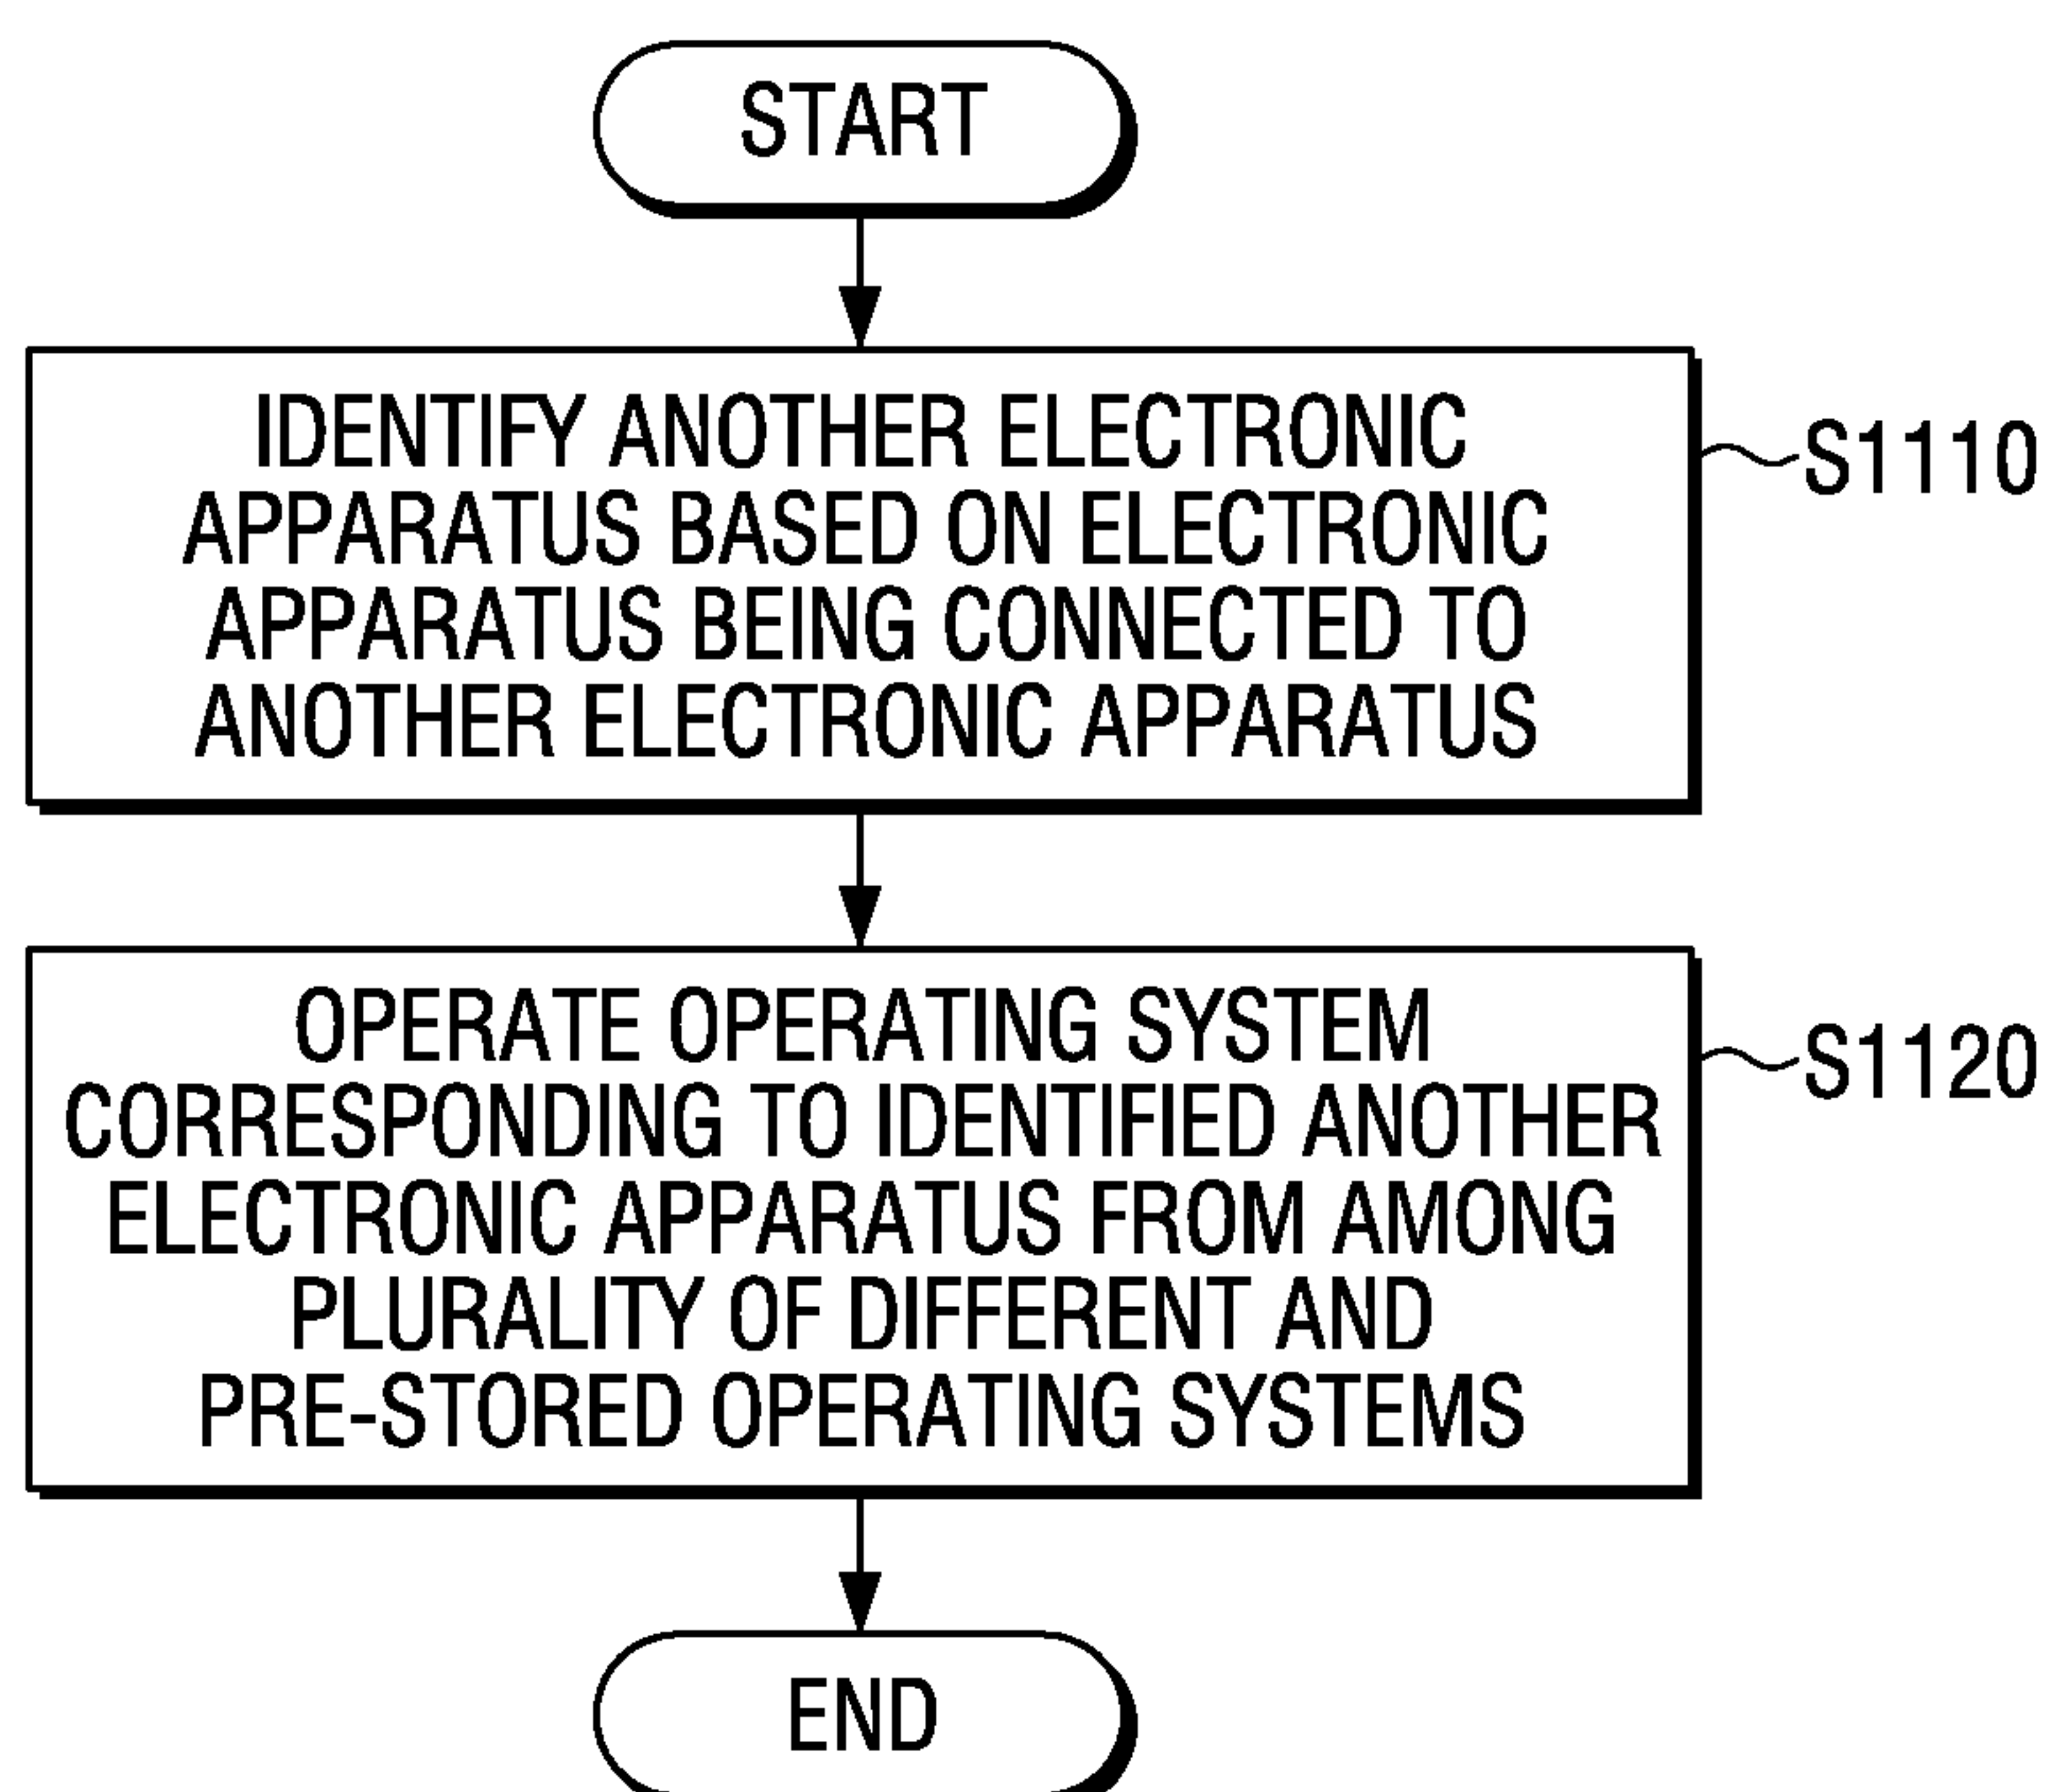 START
IDENTIFY ANOTHER ELECTRONIC
APPARATUS BASED ON ELECTRONIC
APPARATUS BEING CONNECTED TO
ANOTHER ELECTRONIC APPARATUS
S1110
OPERATE OPERATING SYSTEM
CORRESPONDING TO IDENTIFIED ANOTHER
ELECTRONIC APPARATUS FROM AMONG
PLURALITY OF DIFFERENT AND
PRE-STORED OPERATING SYSTEMS
S1120
END